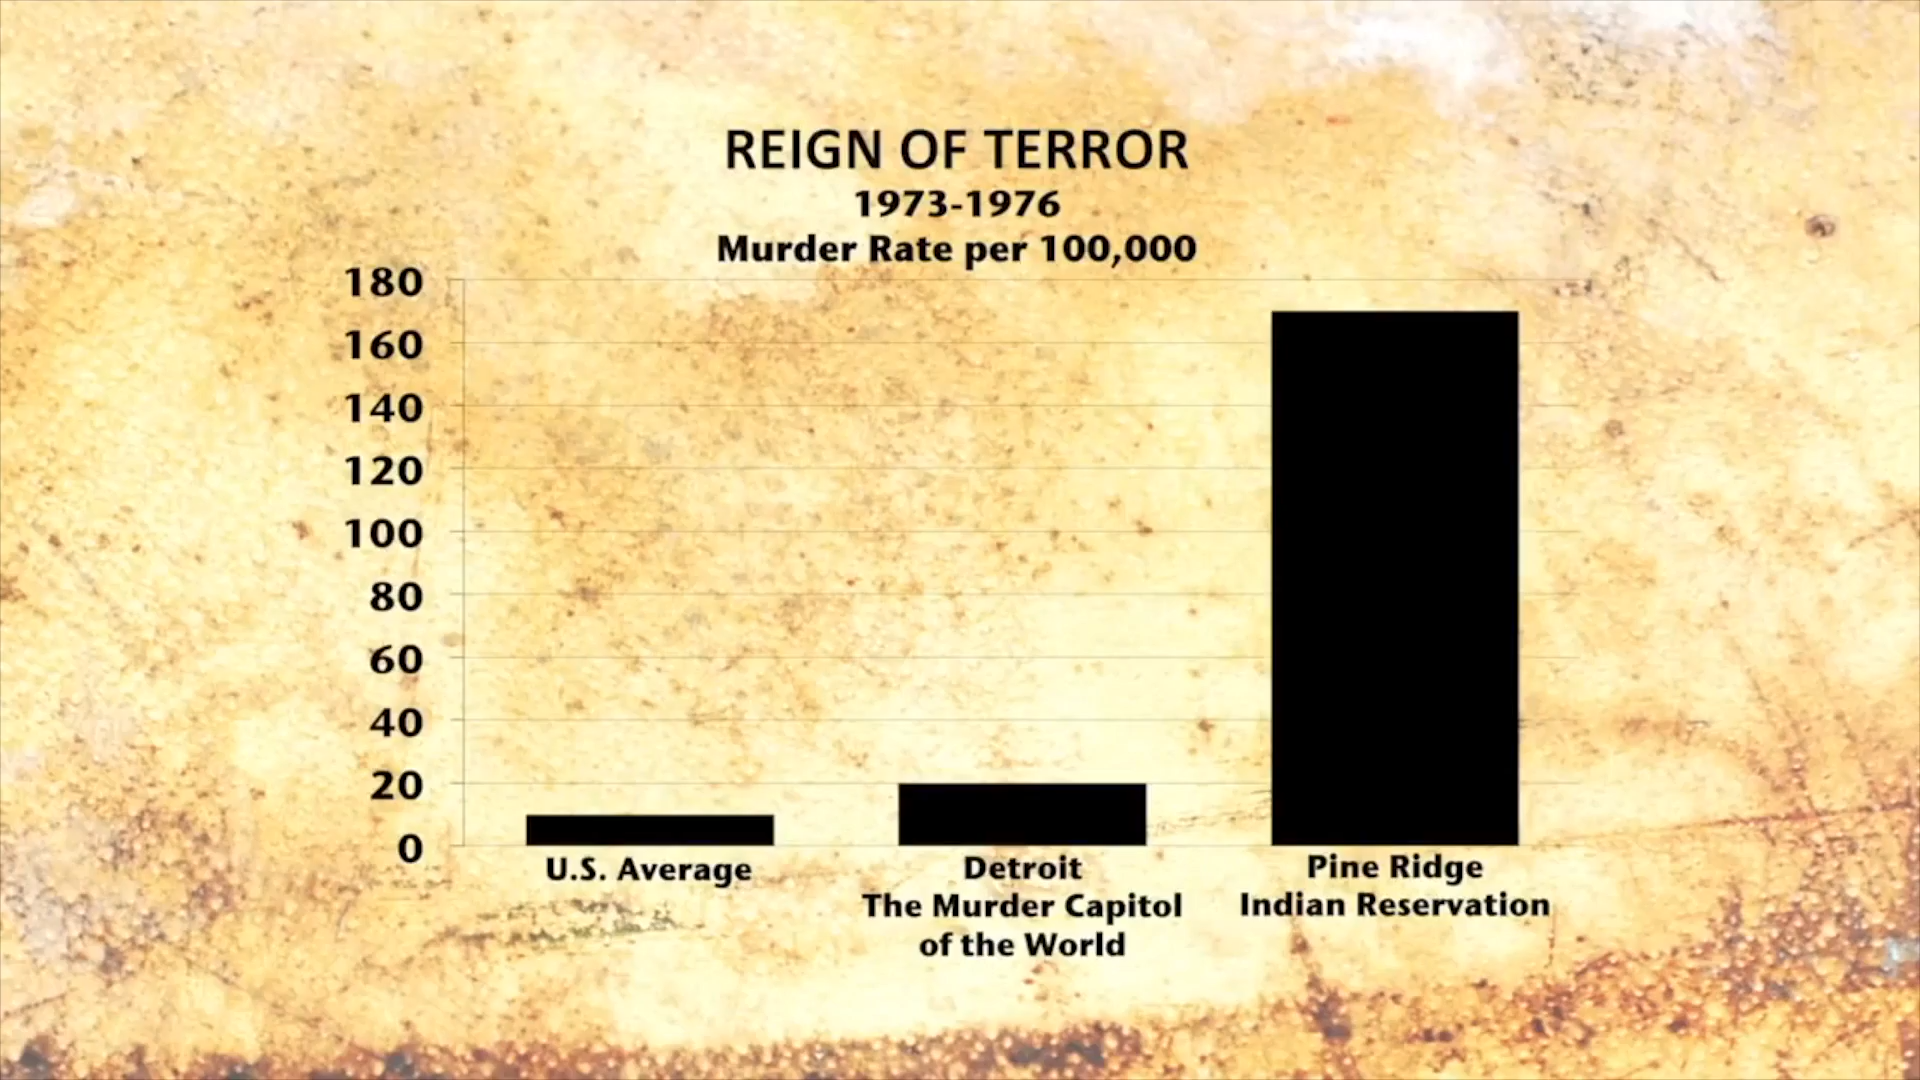 REIGN OF TERROR
1973-1976
Murder Rate per 100,000
180
160
140
120
100
80
60
40
20
0
U.S. Average
Detroit
The Murder Capitol
of the World
Pine Ridge
Indian Reservation